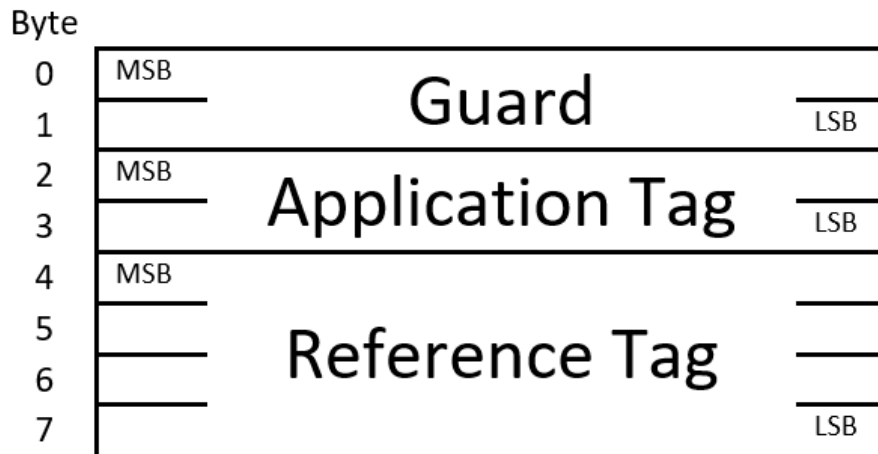 Byte
0 MSB
Guard
1 LSB
2 MSB
Application Tag
3 LSB
4 MSB
5
Reference Tag
6
7 LSB